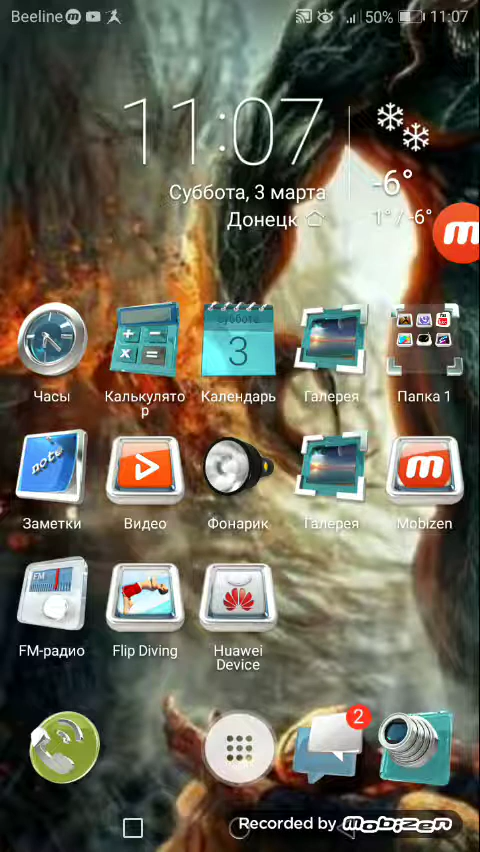 Beeline
50%
11:07
11:07
Суббота, 3 марта
Донецк
-6°
1° / -6°
суббота
3
Часы
Калькулято
р
Календарь
Галерея
Папка 1
note
Заметки
Видео
Фонарик
Галерея
Mobizen
FM
FM-радио
Flip Diving
Huawei
Device
2
Recorded by Mobizen